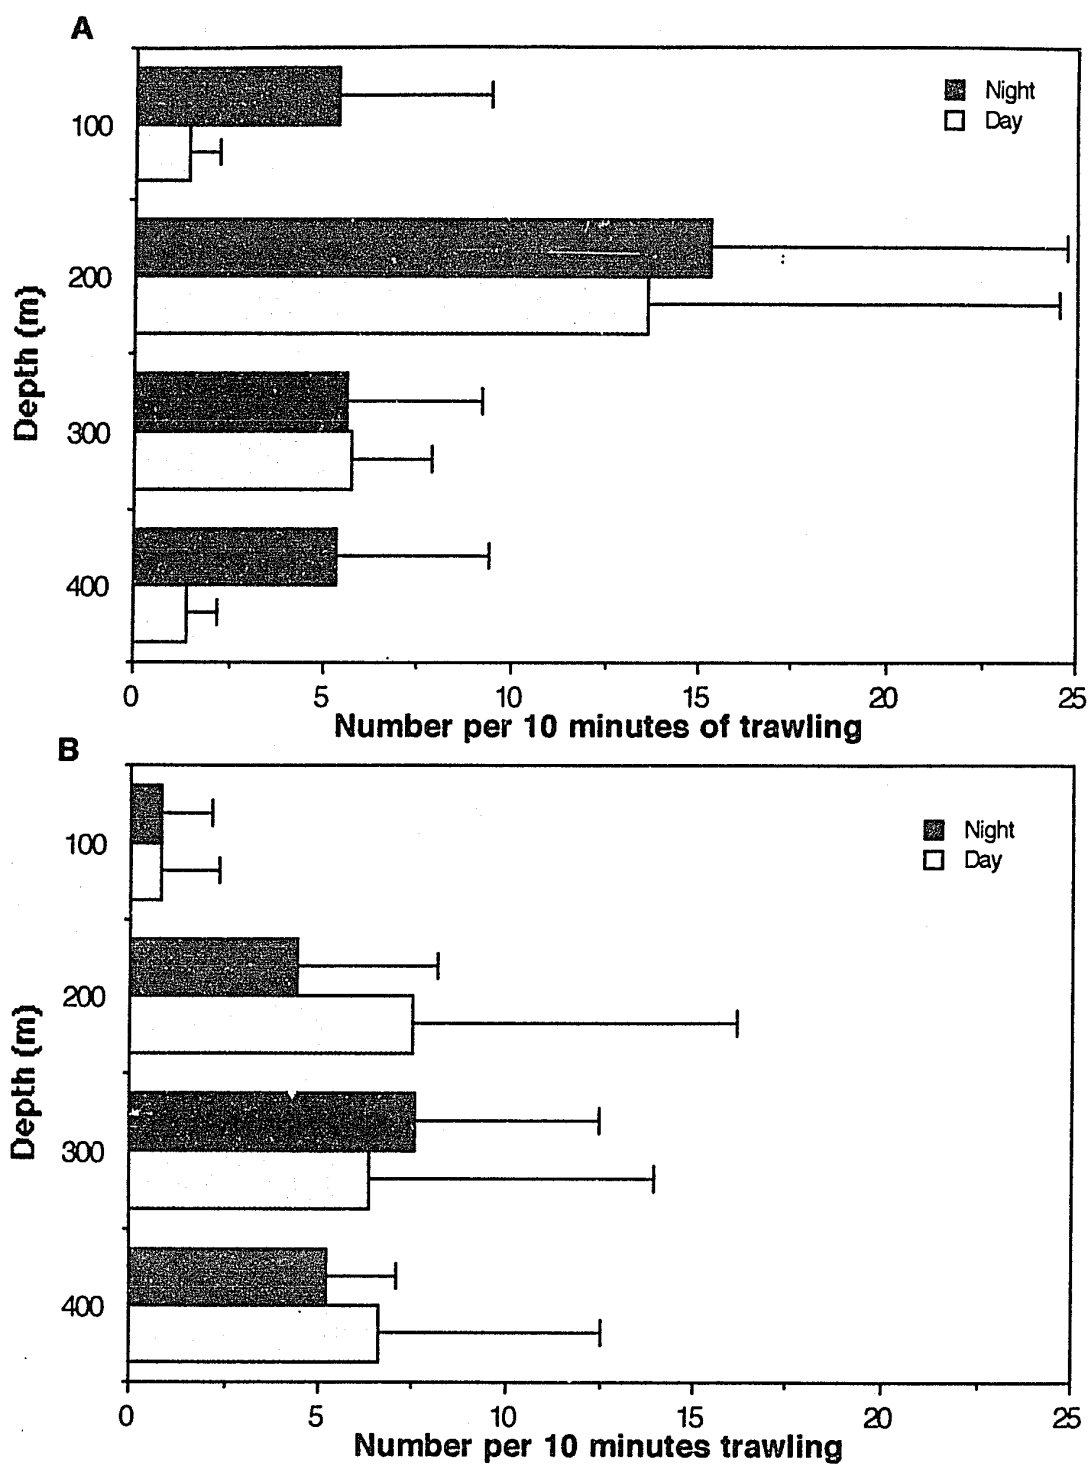 A
Night
Day
100
200
300
400
Depth (m)
0 5 10 15 20 25
Number per 10 minutes of trawling
B
Night
Day
100
200
300
400
Depth (m)
0 5 10 15 20 25
Number per 10 minutes trawling